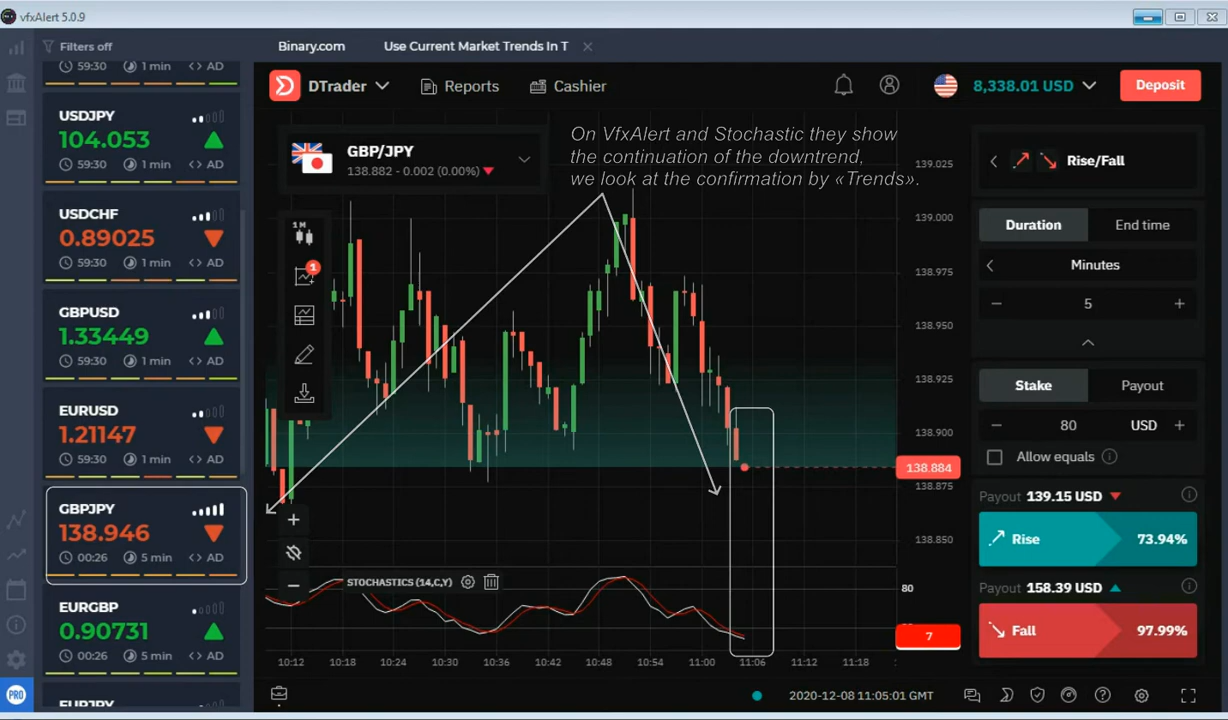 vfxAlert 5.0.9
Filters off
Binary.com
Use Current Market Trends In T
59:30 1 min <> AD
USDJPY
104.053
59:30 1 min <> AD
USDCHF
0.89025
59:30 1 min <> AD
GBPUSD
1.33449
59:30 1 min <> AD
EURUSD
1.21147
59:30 1 min <> AD
GBPJPY
138.946
00:26 5 min <> AD
EURGBP
0.90731
00:26 5 min <> AD
PRO
DTrader
Reports
Cashier
8,338.01 USD
Deposit
GBP/JPY
138.882 - 0.002 (0.00%)
On VfxAlert and Stochastic they show
the continuation of the downtrend,
we look at the confirmation by «Trends».
1M
1
139.025
139.000
138.975
138.950
138.925
138.900
138.884
138.875
138.850
STOCHASTICS (14,C,Y)
80
7
10:12 10:18 10:24 10:30 10:36 10:42 10:48 10:54 11:00 11:06 11:12 11:18
2020-12-08 11:05:01 GMT
Rise/Fall
Duration
End time
Minutes
− 5 +
Stake
Payout
− 80 USD +
Allow equals
Payout 139.15 USD
Rise 73.94%
Payout 158.39 USD
Fall 97.99%